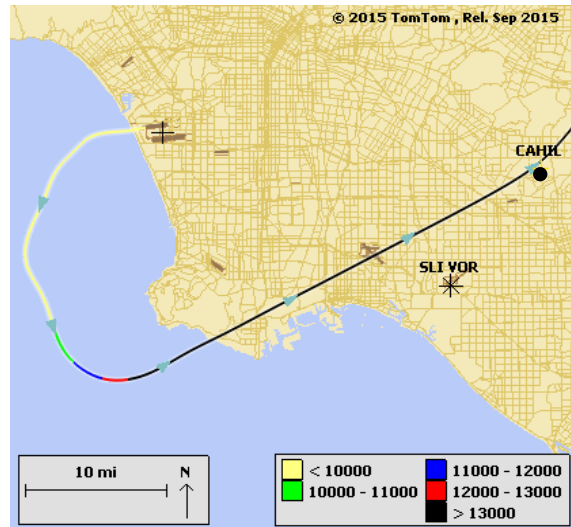 © 2015 TomTom , Rel. Sep 2015
CAHIL
SLI VOR
10 mi
N
< 10000
10000 - 11000
11000 - 12000
12000 - 13000
> 13000